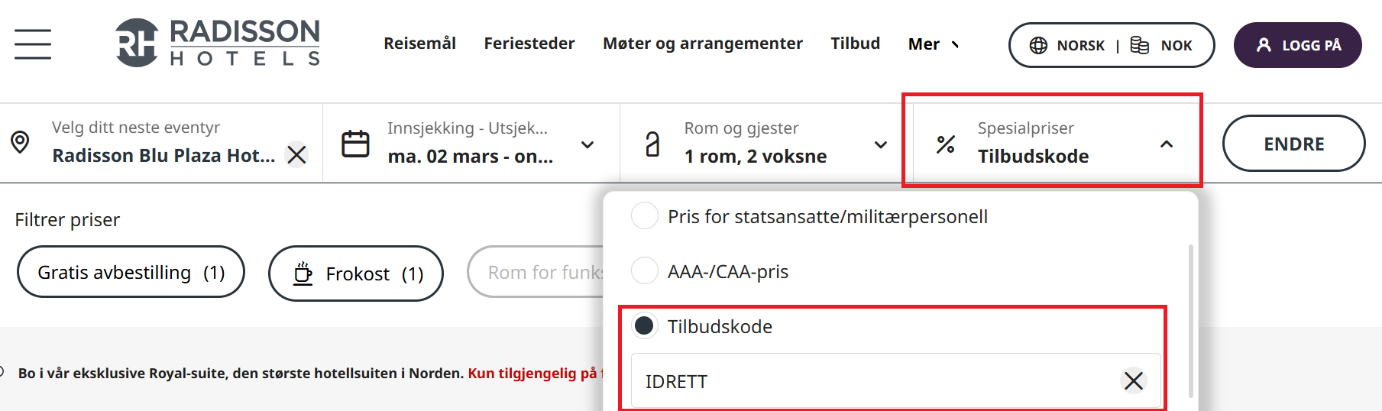 RH RADISSON
HOTELS
Reisemål Feriesteder Møter og arrangementer Tilbud Mer
NORSK | NOK
LOGG PÅ
Velg ditt neste eventyr
Radisson Blu Plaza Hot...
Innsjekking - Utsjek...
ma. 02 mars - on...
Rom og gjester
1 rom, 2 voksne
% Spesialpriser
Tilbudskode
ENDRE
Filtrer priser
Gratis avbestilling (1)
Frokost (1)
Rom for funks
Pris for statsansatte/militærpersonell
AAA-/CAA-pris
Tilbudskode
IDRETT
Bo i vår eksklusive Royal-suite, den største hotellsuiten i Norden. Kun tilgjengelig på